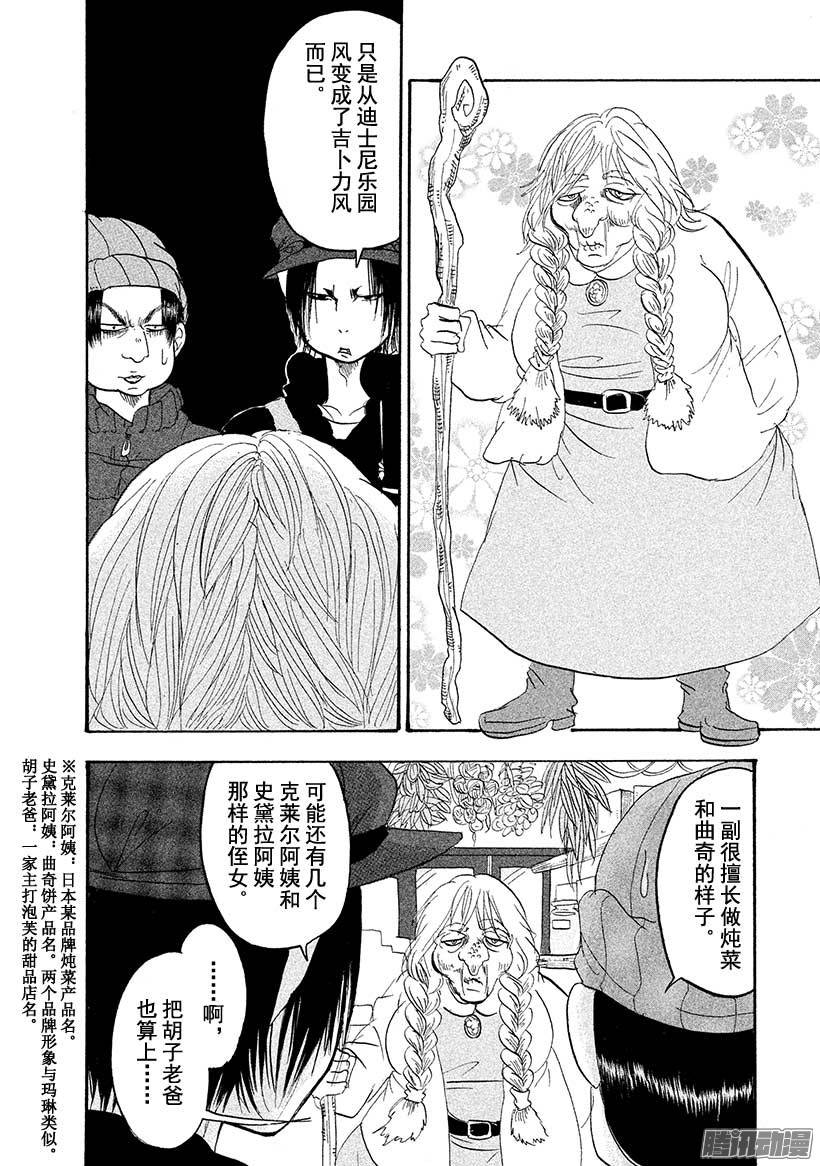 只是从迪士尼乐园
风变成了吉卜力风
而已。
一副很擅长做炖菜
和曲奇的样子。
可能还有几个
克莱尔阿姨和
史黛拉阿姨
那样的侄女。
……啊，
把胡子老爸
也算上……
※克莱尔阿姨：日本某品牌炖菜产品名。
史黛拉阿姨：曲奇饼产品名。两个品牌形象与玛琳类似。
胡子老爸：一家主打泡芙的甜品店名。
腾讯动漫